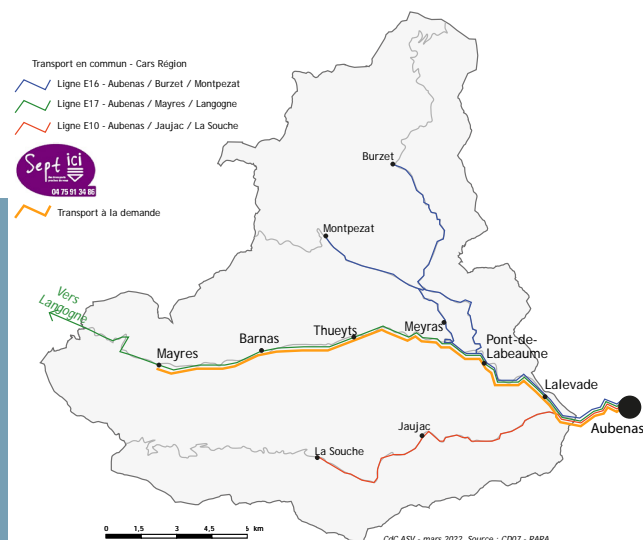 Transport en commun - Cars Région
Ligne E16 - Aubenas / Burzet / Montpezat
Ligne E17 - Aubenas / Mayres / Langogne
Ligne E10 - Aubenas / Jaujac / La Souche
Sept ici
04 75 91 34 86
Transport à la demande
Burzet
Montpezat
Vers
Langogne
Meyras
Thueyts
Barnas
Mayres
Pont-de-
Labeaume
Lalevade
Aubenas
Jaujac
La Souche
0 1,5 3 4,5 6 km
CdC ASV - mars 2022. Source : CD07 - PARA